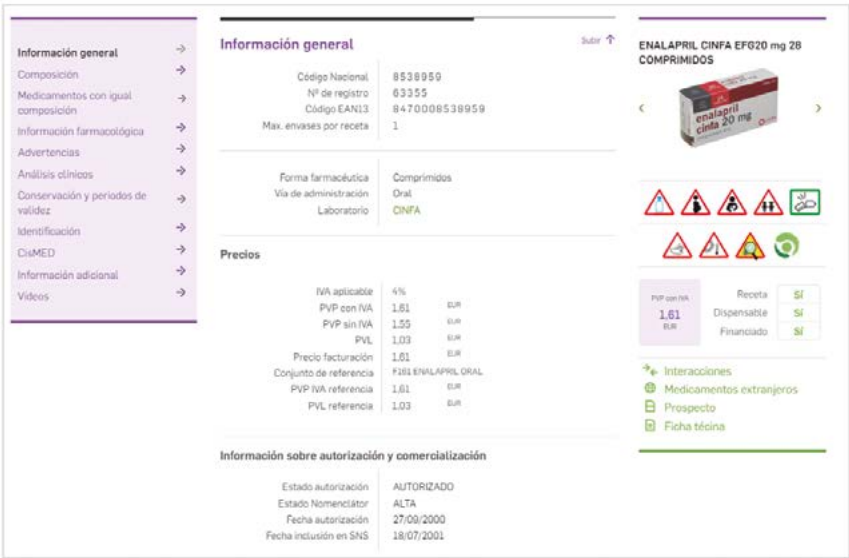 Información general
Composición
Medicamentos con igual
composición
Información farmacológica
Advertencias
Análisis clínicos
Conservación y periodos de
validez
Identificación
CisMED
Información adicional
Videos
Información general
Subir
Código Nacional 8538959
Nº de registro 63355
Código EAN13 8470008538959
Max. envases por receta 1
Forma farmacéutica Comprimidos
Vía de administración Oral
Laboratorio CINFA
Precios
IVA aplicable 4%
PVP con IVA 1,61 EUR
PVP sin IVA 1,55 EUR
PVL 1,03 EUR
Precio facturación 1,61 EUR
Conjunto de referencia F161 ENALAPRIL ORAL
PVP IVA referencia 1,61 EUR
PVL referencia 1,03 EUR
Información sobre autorización y comercialización
Estado autorización AUTORIZADO
Estado Nomenclátor ALTA
Fecha autorización 27/09/2000
Fecha inclusión en SNS 18/07/2001
ENALAPRIL CINFA EFG20 mg 28
COMPRIMIDOS
enalapril
cinfa 20 mg
PVP con IVA
1,61
EUR
Receta SÍ
Dispensable SÍ
Financiado SÍ
Interacciones
Medicamentos extranjeros
Prospecto
Ficha técina